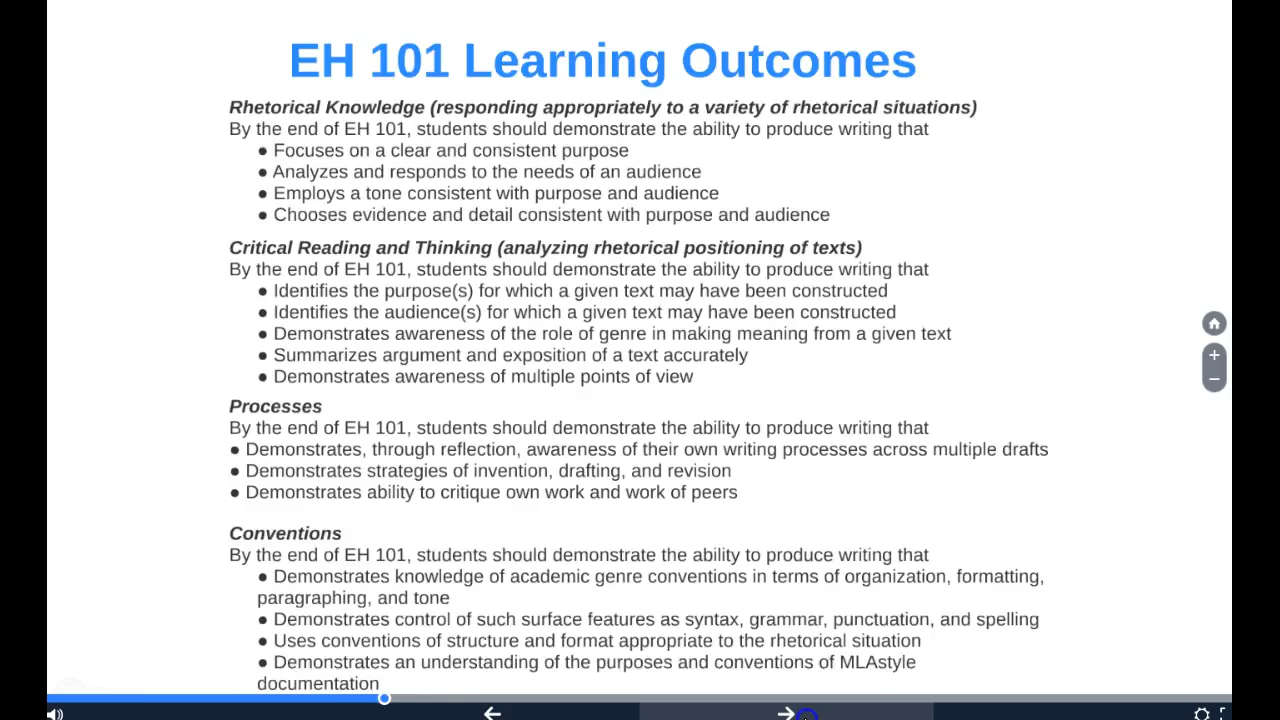 EH 101 Learning Outcomes
Rhetorical Knowledge (responding appropriately to a variety of rhetorical situations)
By the end of EH 101, students should demonstrate the ability to produce writing that
● Focuses on a clear and consistent purpose
● Analyzes and responds to the needs of an audience
● Employs a tone consistent with purpose and audience
● Chooses evidence and detail consistent with purpose and audience
Critical Reading and Thinking (analyzing rhetorical positioning of texts)
By the end of EH 101, students should demonstrate the ability to produce writing that
● Identifies the purpose(s) for which a given text may have been constructed
● Identifies the audience(s) for which a given text may have been constructed
● Demonstrates awareness of the role of genre in making meaning from a given text
● Summarizes argument and exposition of a text accurately
● Demonstrates awareness of multiple points of view
Processes
By the end of EH 101, students should demonstrate the ability to produce writing that
● Demonstrates, through reflection, awareness of their own writing processes across multiple drafts
● Demonstrates strategies of invention, drafting, and revision
● Demonstrates ability to critique own work and work of peers
Conventions
By the end of EH 101, students should demonstrate the ability to produce writing that
● Demonstrates knowledge of academic genre conventions in terms of organization, formatting,
paragraphing, and tone
● Demonstrates control of such surface features as syntax, grammar, punctuation, and spelling
● Uses conventions of structure and format appropriate to the rhetorical situation
● Demonstrates an understanding of the purposes and conventions of MLAstyle
documentation